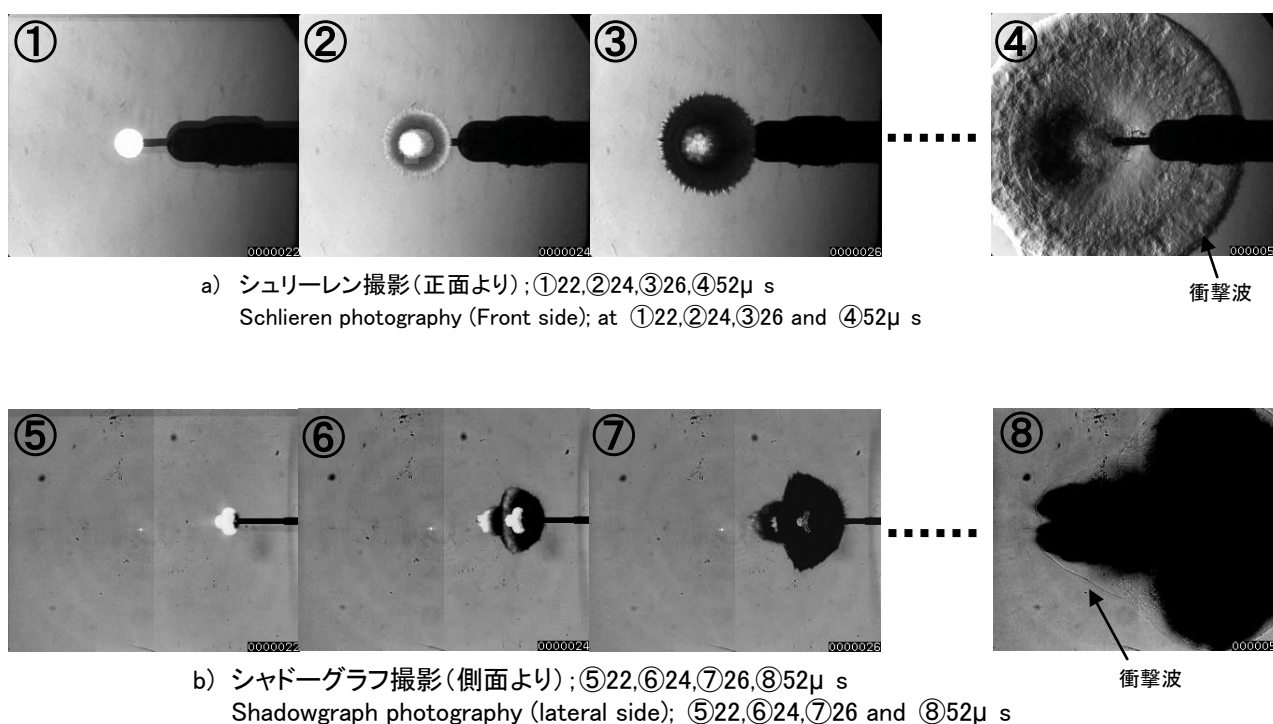 ① ② ③ ④
0000022 0000024 0000026 000005
衝撃波
a) シュリーレン撮影(正面より);①22,②24,③26,④52μ s
Schlieren photography (Front side); at ①22,②24,③26 and ④52μ s
⑤ ⑥ ⑦ ⑧
0000022 0000024 0000026 000005
衝撃波
b) シャドーグラフ撮影(側面より);⑤22,⑥24,⑦26,⑧52μ s
Shadowgraph photography (lateral side); ⑤22,⑥24,⑦26 and ⑧52μ s